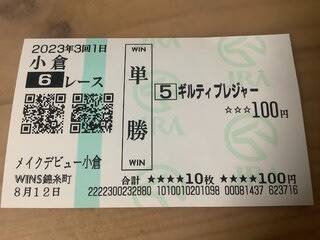 2023年3回1日
小倉
6レース
WIN
単勝
WIN
5 ギルティプレジャー
☆☆☆100円
JRA
メイクデビュー小倉
WINS錦糸町
8月12日
合計 ★★★★10枚 ★★★★100円
2222300232880 1010010201098 00081437 623716